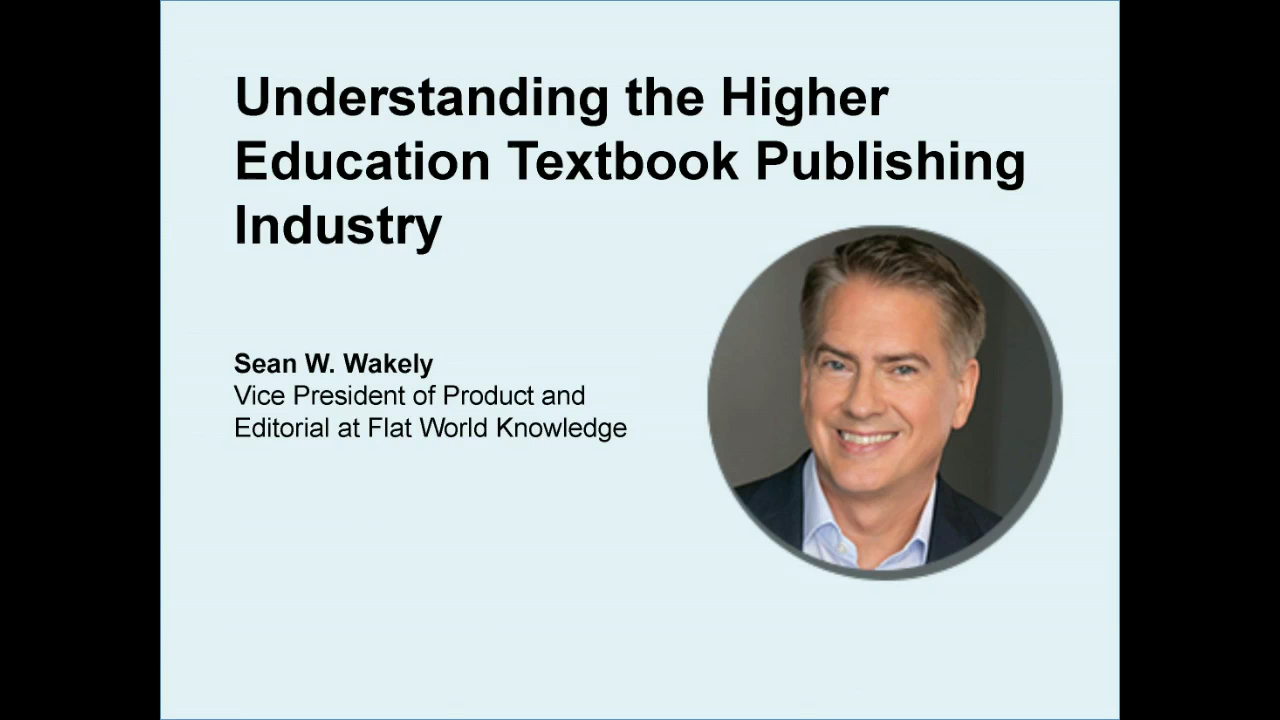 Understanding the Higher
Education Textbook Publishing
Industry
Sean W. Wakely
Vice President of Product and
Editorial at Flat World Knowledge